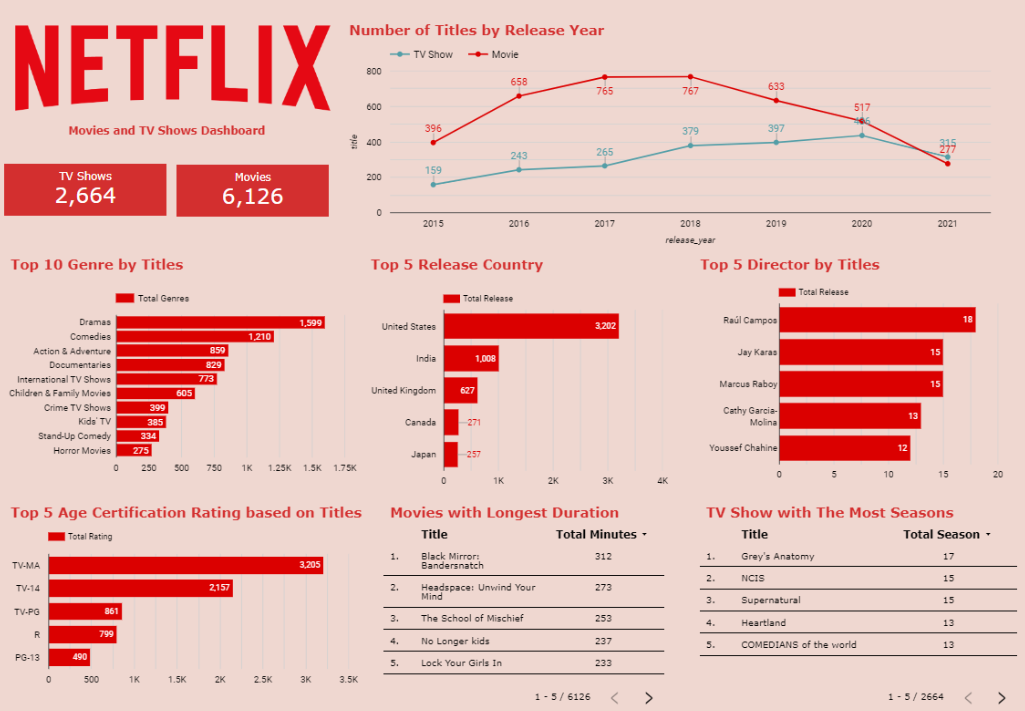 NETFLIX
Movies and TV Shows Dashboard
TV Shows
2,664
Movies
6,126
Number of Titles by Release Year
TV Show
Movie
title
800
600
400
200
0
396
658
765
767
633
517
277
159
243
265
379
397
315
2015
2016
2017
2018
2019
2020
2021
release_year
Top 10 Genre by Titles
Total Genres
Dramas 1,599
Comedies 1,210
Action & Adventure 859
Documentaries 829
International TV Shows 773
Children & Family Movies 605
Crime TV Shows 399
Kids' TV 385
Stand-Up Comedy 334
Horror Movies 275
0 250 500 750 1K 1.25K 1.5K 1.75K
Top 5 Release Country
Total Release
United States 3,202
India 1,008
United Kingdom 627
Canada 271
Japan 257
0 1K 2K 3K 4K
Top 5 Director by Titles
Total Release
Raúl Campos 18
Jay Karas 15
Marcus Raboy 15
Cathy Garcia-
Molina 13
Youssef Chahine 12
0 5 10 15 20
Top 5 Age Certification Rating based on Titles
Total Rating
TV-MA 3,205
TV-14 2,157
TV-PG 861
R 799
PG-13 490
0 500 1K 1.5K 2K 2.5K 3K 3.5K
Movies with Longest Duration
Title Total Minutes
1. Black Mirror:
Bandersnatch 312
2. Headspace: Unwind Your
Mind 273
3. The School of Mischief 253
4. No Longer kids 237
5. Lock Your Girls In 233
1 - 5 / 6126
TV Show with The Most Seasons
Title Total Season
1. Grey's Anatomy 17
2. NCIS 15
3. Supernatural 15
4. Heartland 13
5. COMEDIANS of the world 13
1 - 5 / 2664